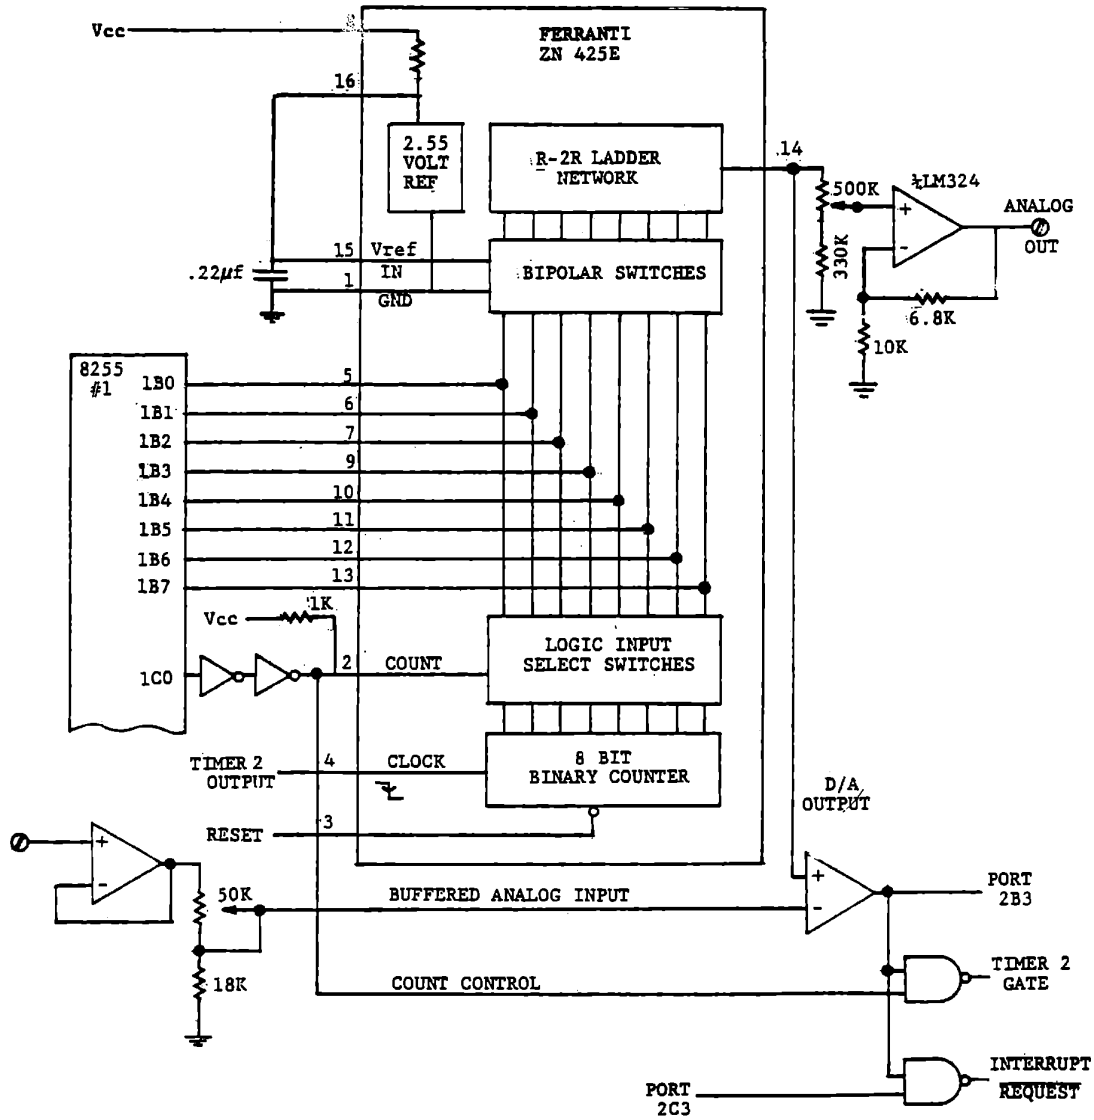 Vcc
FERRANTI
ZN 425E
16
2.55
VOLT
REF
R-2R LADDER
NETWORK
14
500K
¼LM324
ANALOG
OUT
+
-
330K
6.8K
10K
15 Vref
IN
.22µf
1
GND
BIPOLAR SWITCHES
8255
#1
1B0 5
1B1 6
1B2 7
1B3 9
1B4 10
1B5 11
1B6 12
1B7 13
Vcc 1K
1C0
2 COUNT
LOGIC INPUT
SELECT SWITCHES
TIMER 2
OUTPUT
4 CLOCK
8 BIT
BINARY COUNTER
RESET 3
D/A
OUTPUT
+
-
50K
18K
BUFFERED ANALOG INPUT
+
-
PORT
2B3
COUNT CONTROL
TIMER 2
GATE
PORT
2C3
INTERRUPT
REQUEST